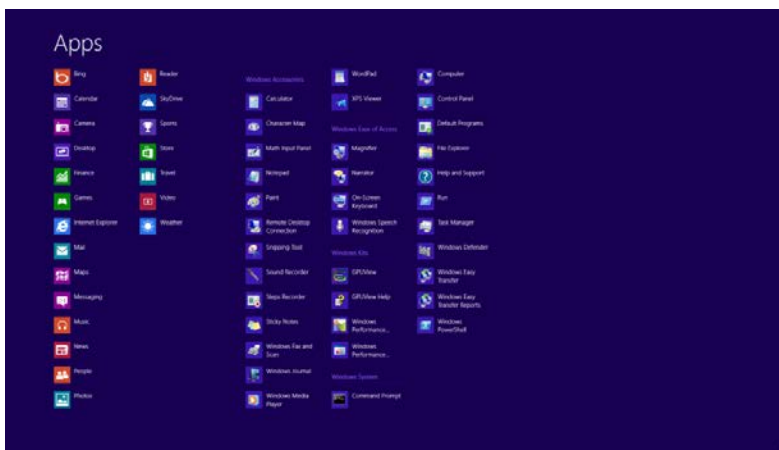 Apps
Bing
Calendar
Camera
Desktop
Finance
Games
Internet Explorer
Mail
Maps
Messaging
Music
News
People
Photos
Reader
SkyDrive
Sports
Store
Travel
Video
Weather
Windows Accessories
Calculator
Character Map
Math Input Panel
Notepad
Paint
Remote Desktop
Connection
Snipping Tool
Sound Recorder
Steps Recorder
Sticky Notes
Windows Fax and
Scan
Windows Journal
Windows Media
Player
WordPad
XPS Viewer
Windows Ease of Access
Magnifier
Narrator
On-Screen
Keyboard
Windows Speech
Recognition
Windows Kits
GPUView
GPUView Help
Windows
Performance...
Windows
Performance...
Windows System
Command Prompt
Computer
Control Panel
Default Programs
File Explorer
Help and Support
Run
Task Manager
Windows Defender
Windows Easy
Transfer
Windows Easy
Transfer Reports
Windows
PowerShell